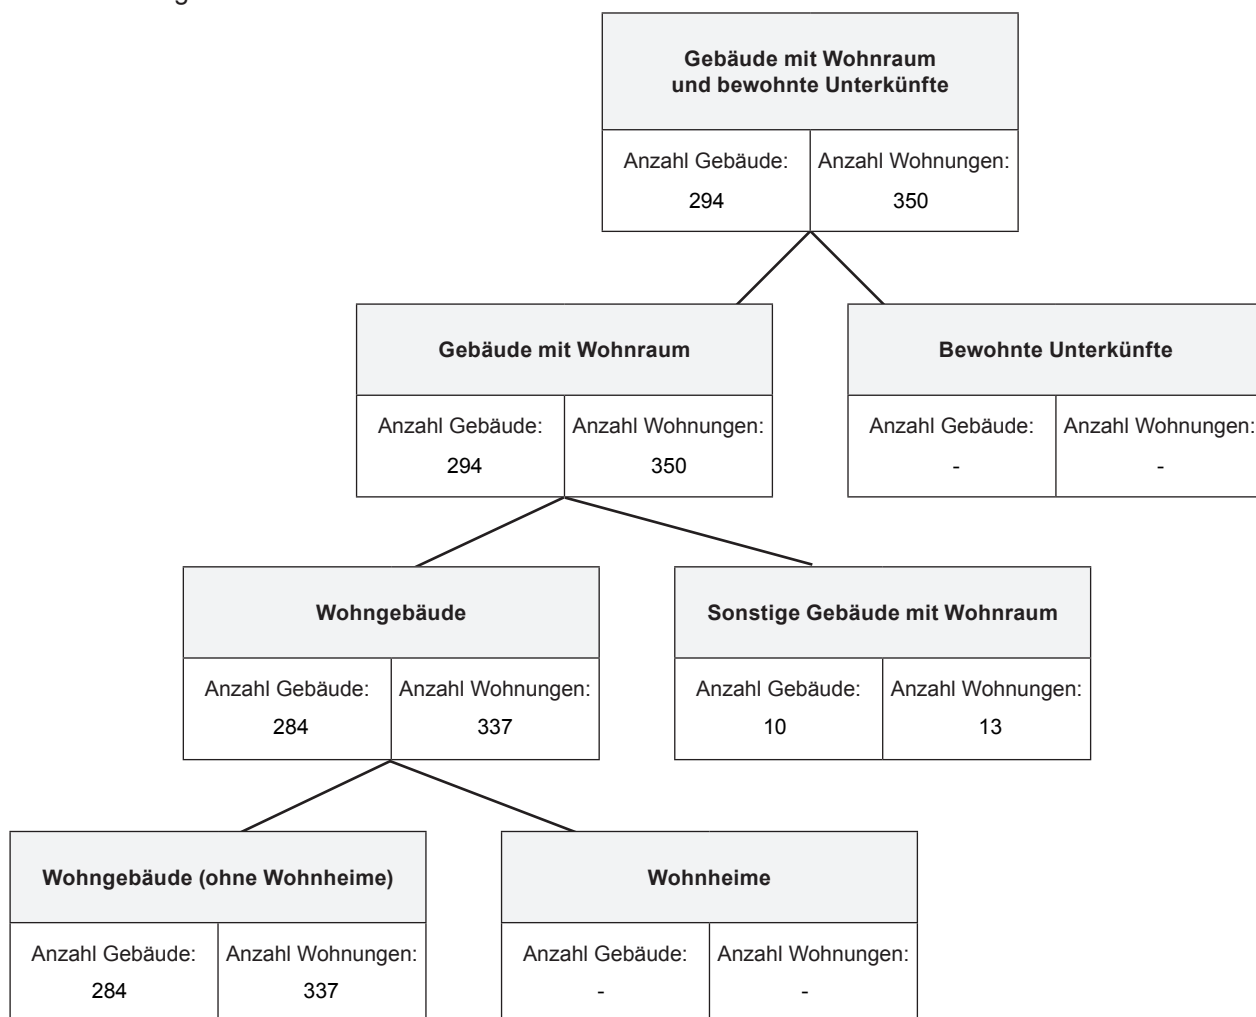 Gebäude mit Wohnraum
und bewohnte Unterkünfte
Anzahl Gebäude: Anzahl Wohnungen:
294 350
Gebäude mit Wohnraum
Anzahl Gebäude: Anzahl Wohnungen:
294 350
Bewohnte Unterkünfte
Anzahl Gebäude: Anzahl Wohnungen:
- -
Wohngebäude
Anzahl Gebäude: Anzahl Wohnungen:
284 337
Sonstige Gebäude mit Wohnraum
Anzahl Gebäude: Anzahl Wohnungen:
10 13
Wohngebäude (ohne Wohnheime)
Anzahl Gebäude: Anzahl Wohnungen:
284 337
Wohnheime
Anzahl Gebäude: Anzahl Wohnungen:
- -